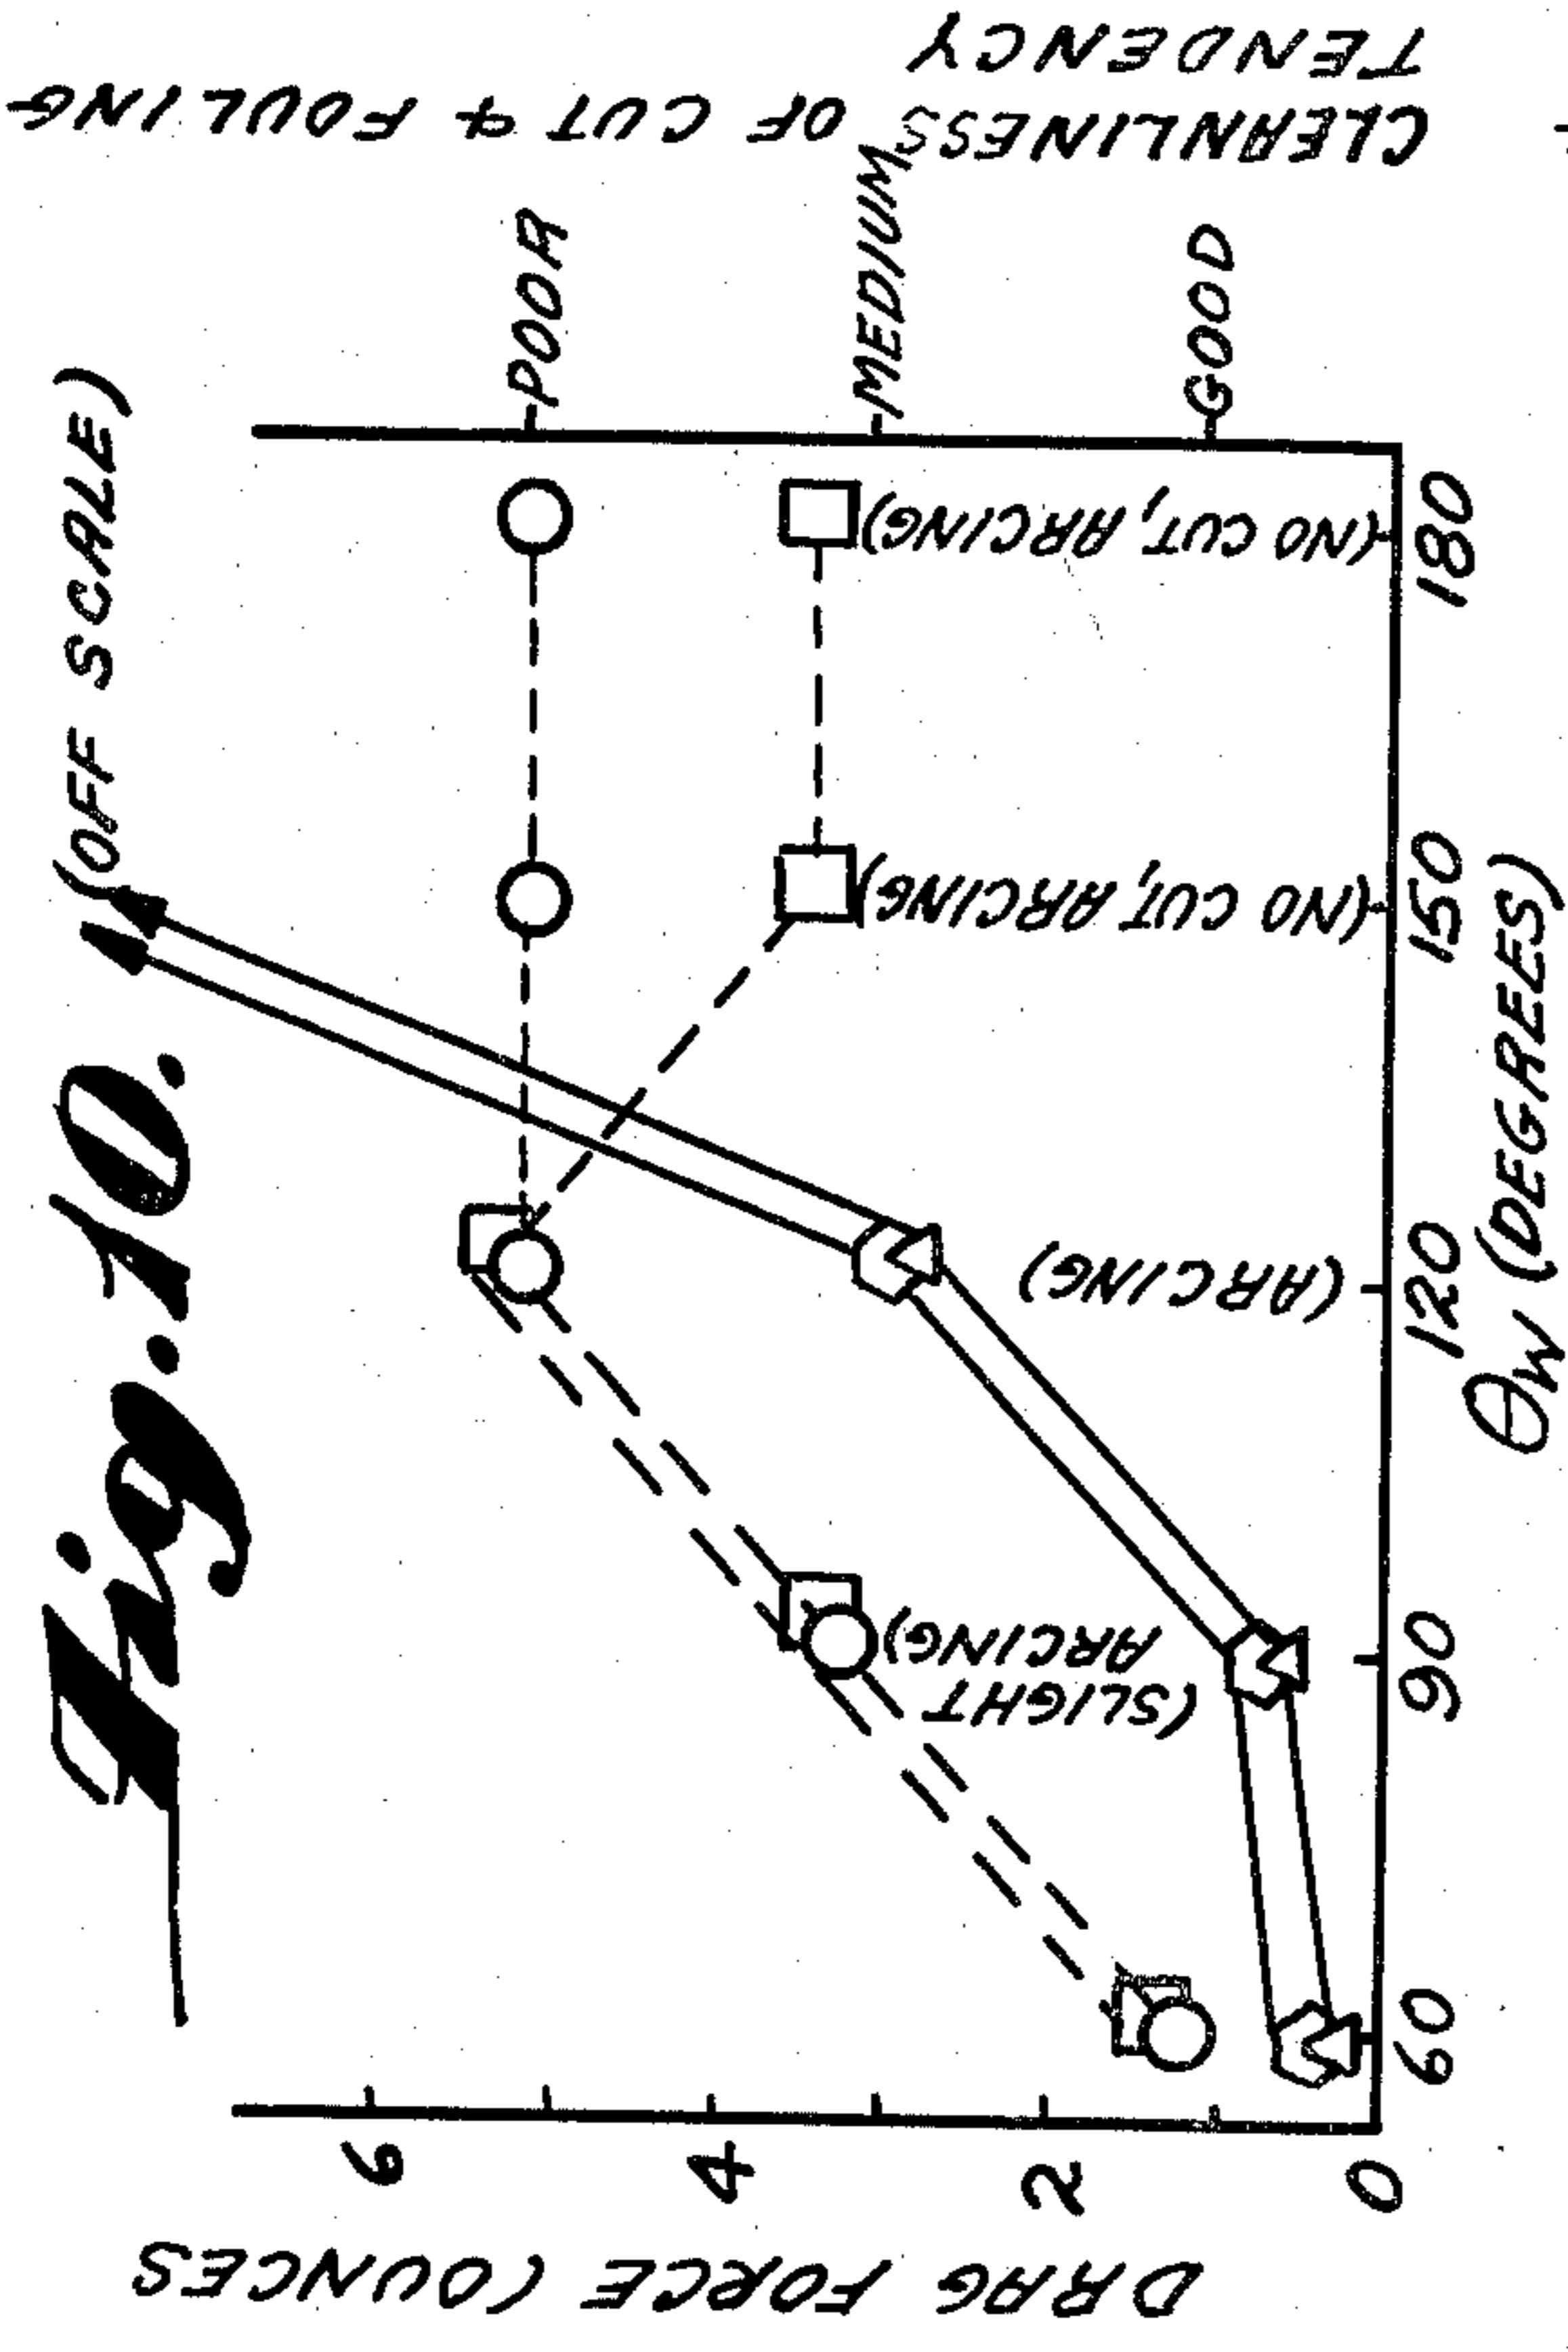 Fig. 10.
(OFF SCALE)
DRAG FORCE (OUNCES
6
4
2
0
60
90
120
150
180
θW (DEGREES)
(SLIGHT
ARCING)
(ARCING)
(NO CUT, ARCING)
(NO CUT, ARCING)
POOR
MEDIUM
GOOD
CLEANLINESS OF CUT & FOULING
TENDENCY